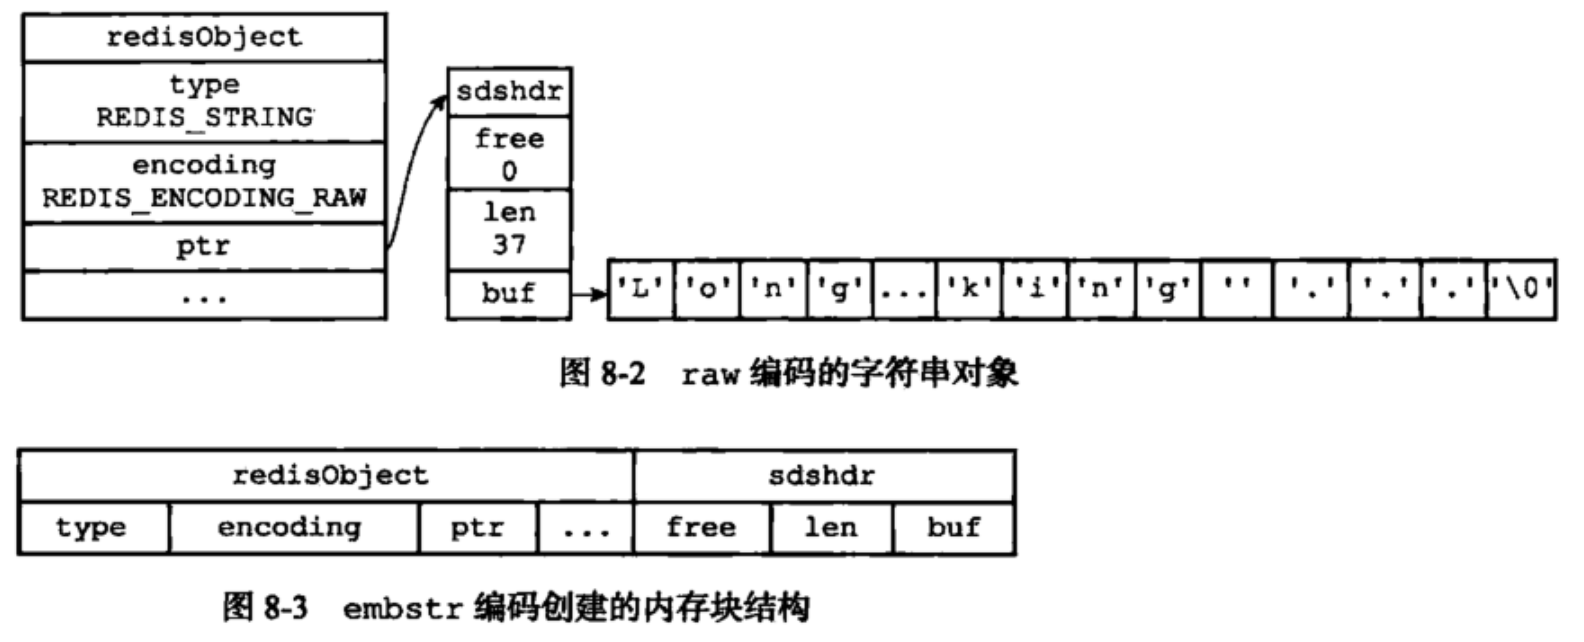 redisObject
type
REDIS_STRING
encoding
REDIS_ENCODING_RAW
ptr
...
sdshdr
free
0
len
37
buf
'L' 'o' 'n' 'g' ... 'k' 'i' 'n' 'g' ' ' '.' '.' '.' '\0'
图 8-2 raw 编码的字符串对象
redisObject sdshdr
type encoding ptr ... free len buf
图 8-3 embstr 编码创建的内存块结构